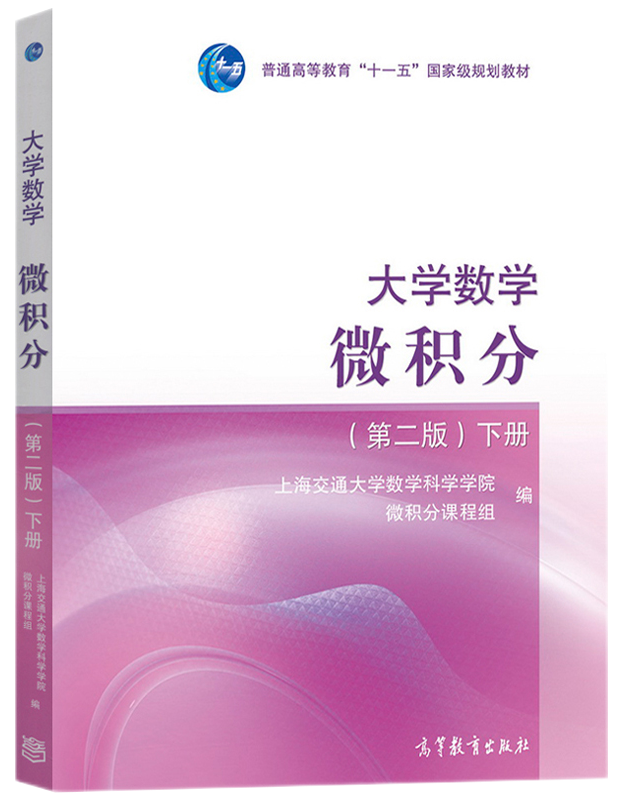 十一五
普通高等教育“十一五”国家级规划教材
大学数学
微积分
(第二版)下册
上海交通大学数学科学学院
微积分课程组
编
高等教育出版社
大学数学
微积分
(第二版)下册
上海交通大学数学科学学院
微积分课程组
编